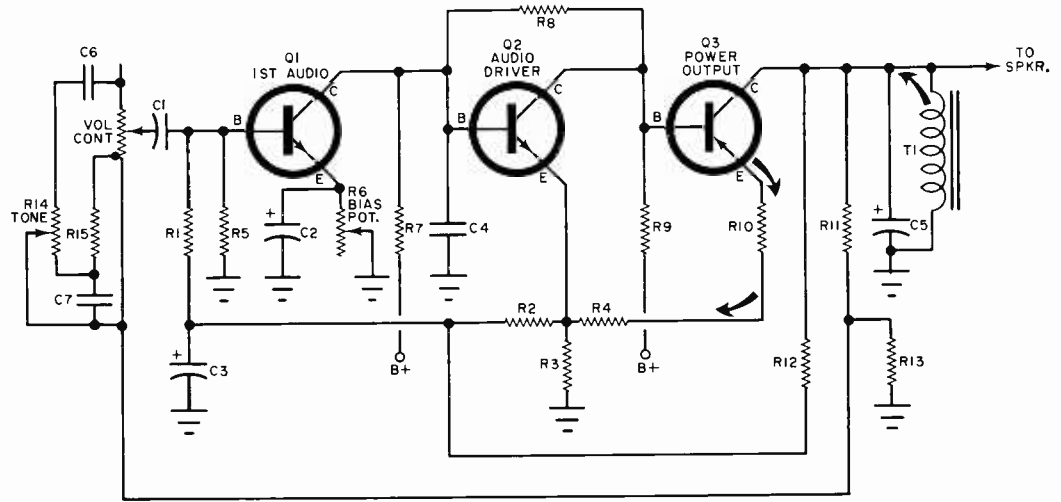 R8
C6
Q1
1ST AUDIO
Q2
AUDIO
DRIVER
Q3
POWER
OUTPUT
TO
SPKR.
C
C
C
VOL
CONT
C1
B
B
B
E
E
E
T1
R14
TONE
R15
R1
R5
+
C2
R6
BIAS
POT.
R7
C4
R9
R10
R11
+
C5
C7
R2
R4
+
C3
B+
R3
B+
R12
R13